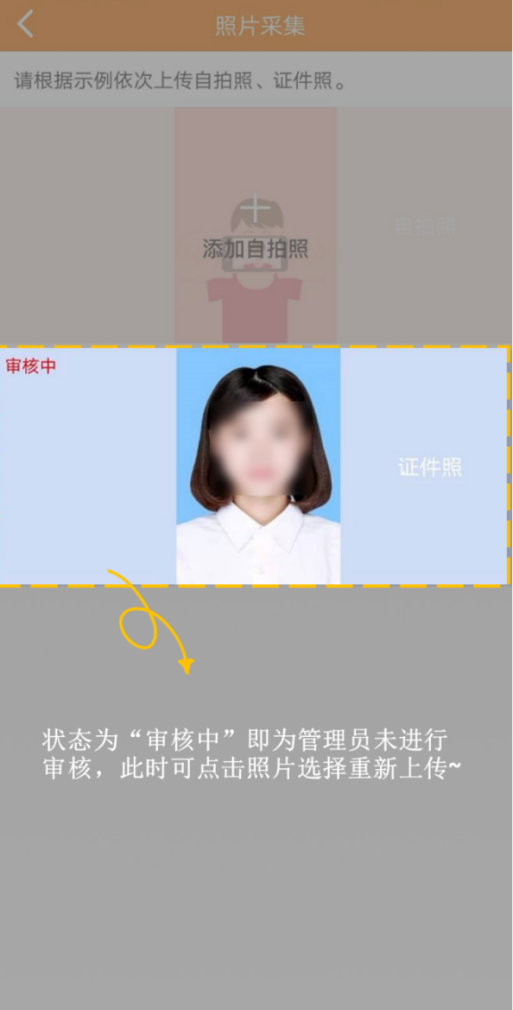 照片采集
请根据示例依次上传自拍照、证件照。
添加自拍照
自拍照
审核中
证件照
状态为“审核中”即为管理员未进行
审核，此时可点击照片选择重新上传~